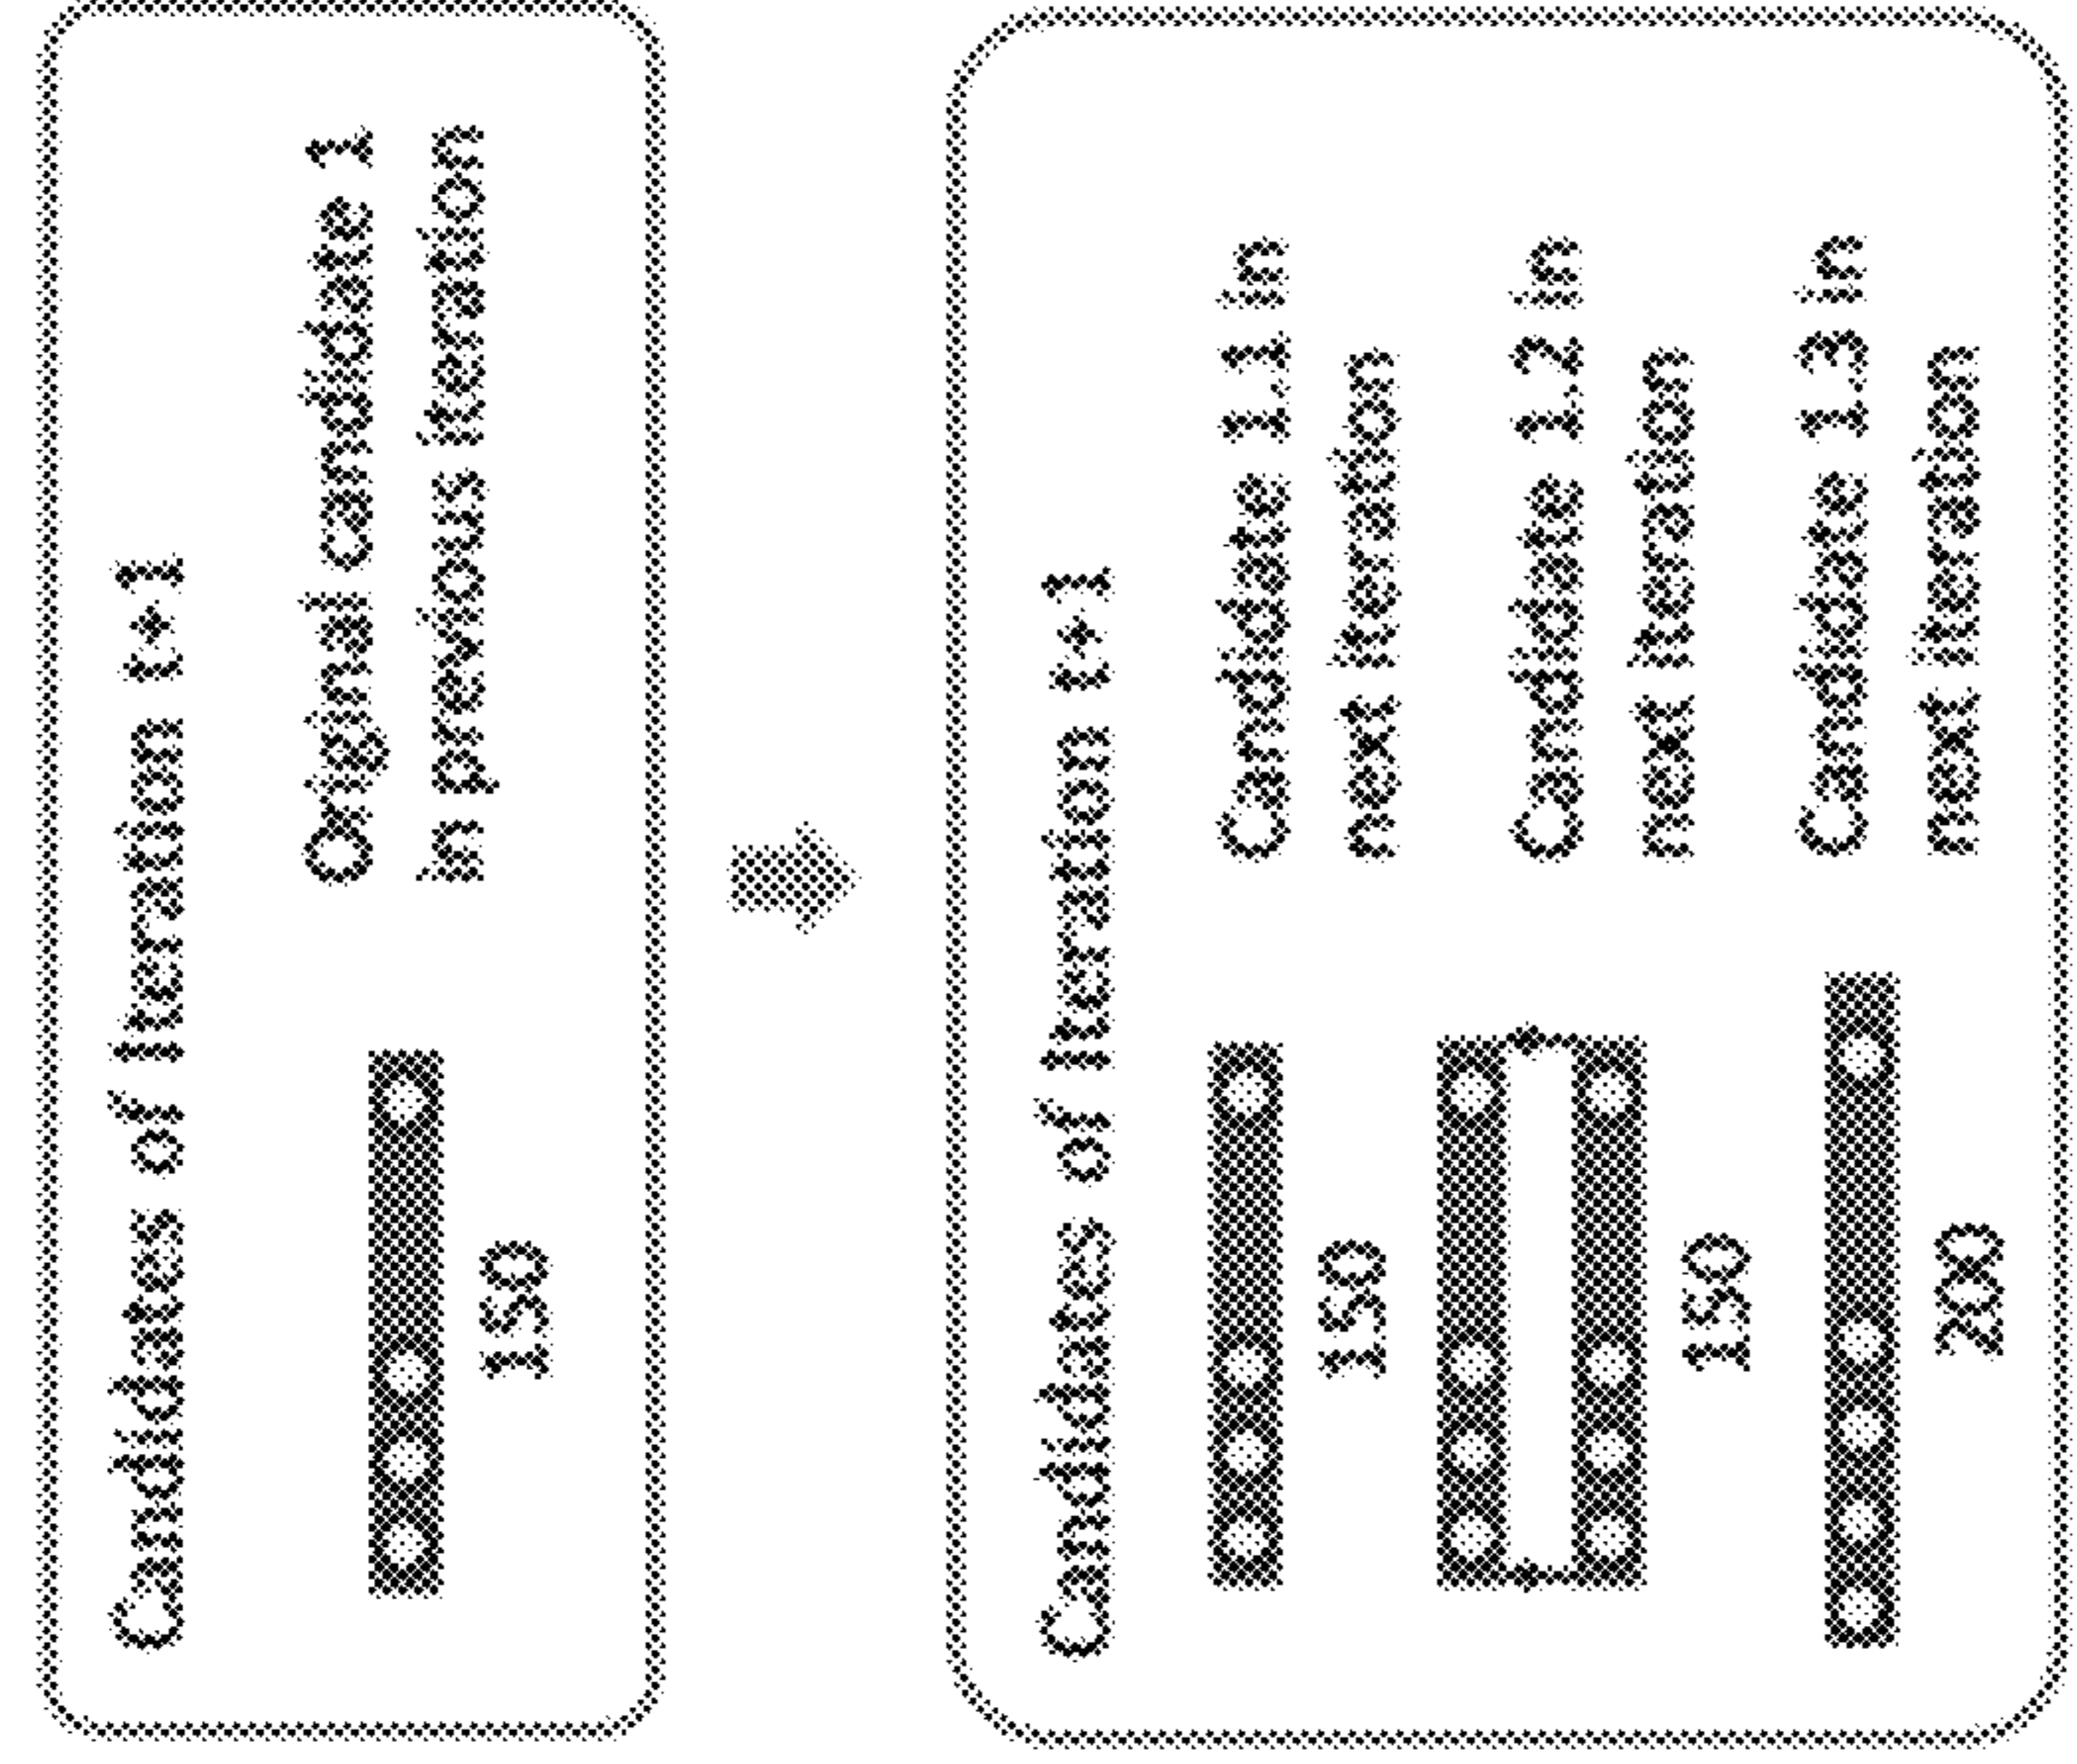 Candidates of Iteration t+1
Original candidate 1
in previous iteration
150
Candidates of Iteration t+1
Candidate 1.1 in
next iteration
150
Candidate 1.2 in
next iteration
150
Candidate 1.3 in
next iteration
200